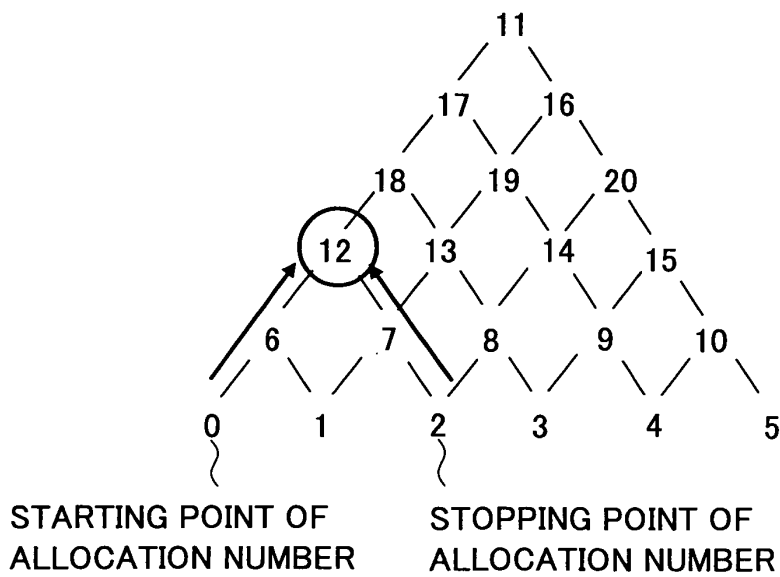 11
17 16
18 19 20
12 13 14 15
6 7 8 9 10
0 1 2 3 4 5
STARTING POINT OF
ALLOCATION NUMBER
STOPPING POINT OF
ALLOCATION NUMBER